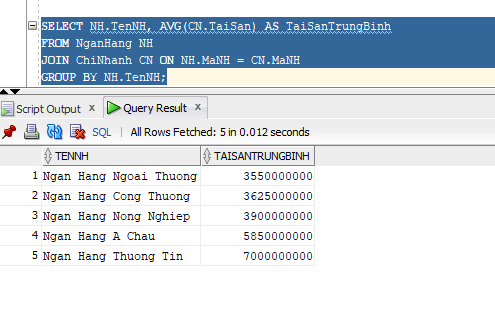 SELECT NH.TenNH, AVG(CN.TaiSan) AS TaiSanTrungBinh
FROM NganHang NH
JOIN ChiNhanh CN ON NH.MaNH = CN.MaNH
GROUP BY NH.TenNH;
Script Output x Query Result x
SQL | All Rows Fetched: 5 in 0.012 seconds
TENNH TAISANTRUNGBINH
1 Ngan Hang Ngoai Thuong 3550000000
2 Ngan Hang Cong Thuong 3625000000
3 Ngan Hang Nong Nghiep 3900000000
4 Ngan Hang A Chau 5850000000
5 Ngan Hang Thuong Tin 7000000000